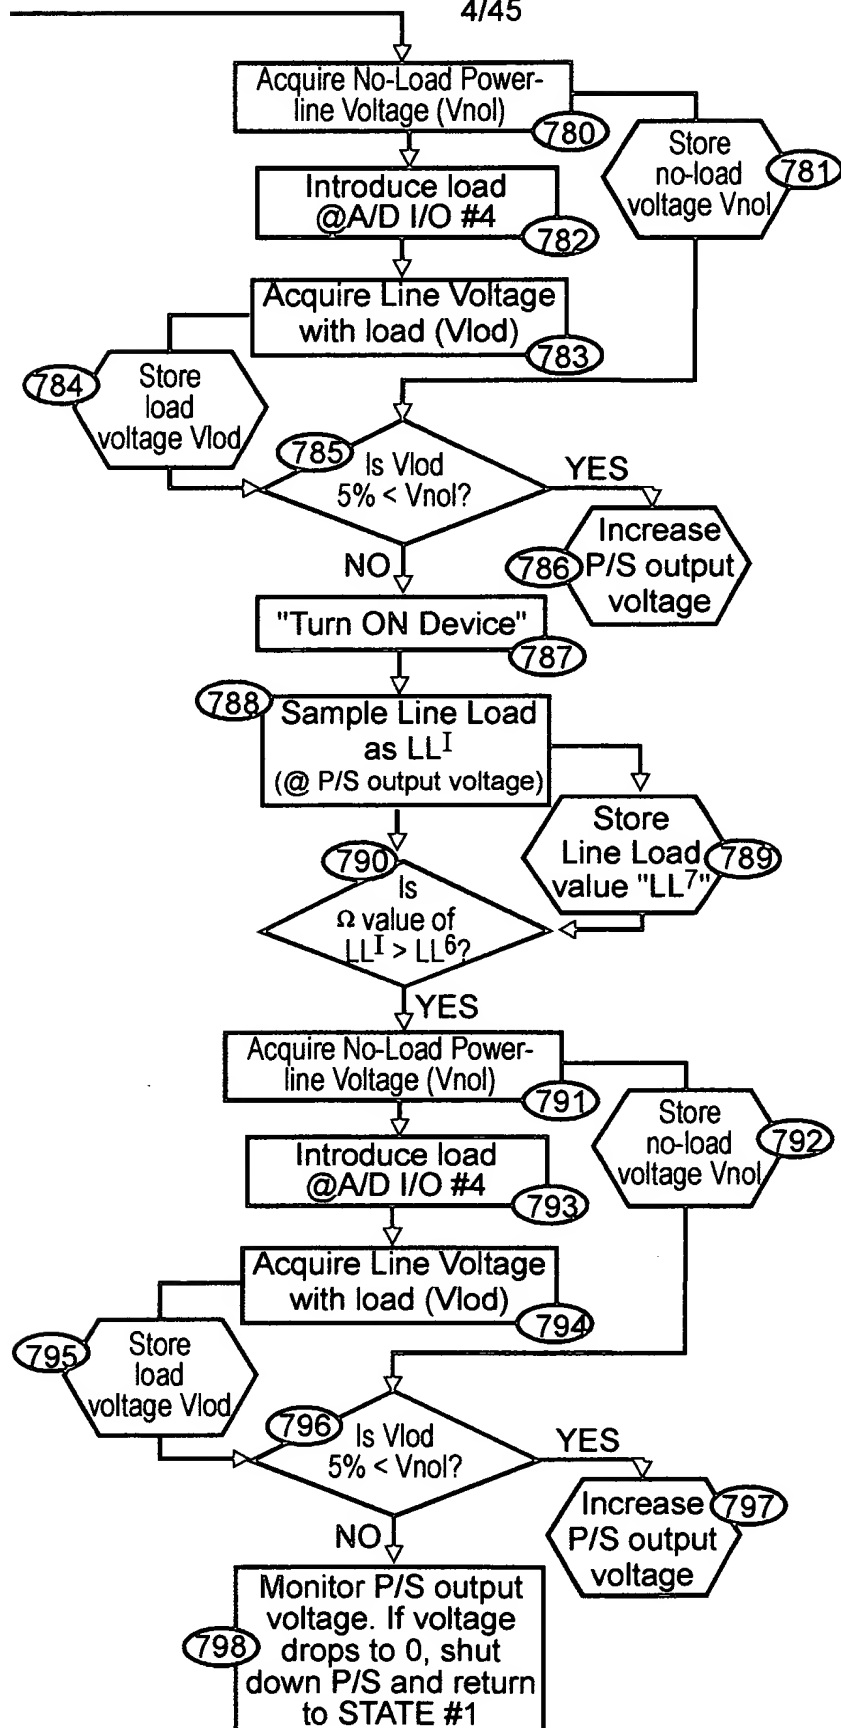 4/45
Acquire No-Load Power-
line Voltage (Vnol)
780
Store
no-load
voltage Vnol
781
Introduce load
@A/D I/O #4
782
Acquire Line Voltage
with load (Vlod)
783
784
Store
load
voltage Vlod
785
Is Vlod
5% < Vnol?
YES
Increase
P/S output
voltage
786
NO
"Turn ON Device"
787
788
Sample Line Load
as LL^I
(@ P/S output voltage)
Store
Line Load
value "LL^7"
789
790
Is
Ω value of
LL^I > LL^6?
YES
Acquire No-Load Power-
line Voltage (Vnol)
791
Store
no-load
voltage Vnol
792
Introduce load
@A/D I/O #4
793
Acquire Line Voltage
with load (Vlod)
794
795
Store
load
voltage Vlod
796
Is Vlod
5% < Vnol?
YES
Increase
P/S output
voltage
797
NO
798
Monitor P/S output
voltage. If voltage
drops to 0, shut
down P/S and return
to STATE #1